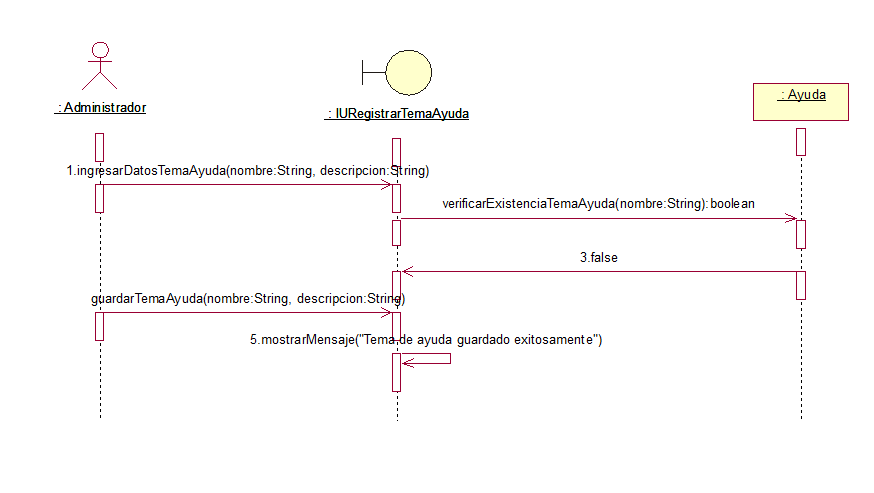 : Administrador
: IURegistrarTemaAyuda
: Ayuda
1.ingresarDatosTemaAyuda(nombre:String, descripcion:String)
verificarExistenciaTemaAyuda(nombre:String):boolean
3.false
guardarTemaAyuda(nombre:String, descripcion:String)
5.mostrarMensaje("Tema de ayuda guardado exitosamente")